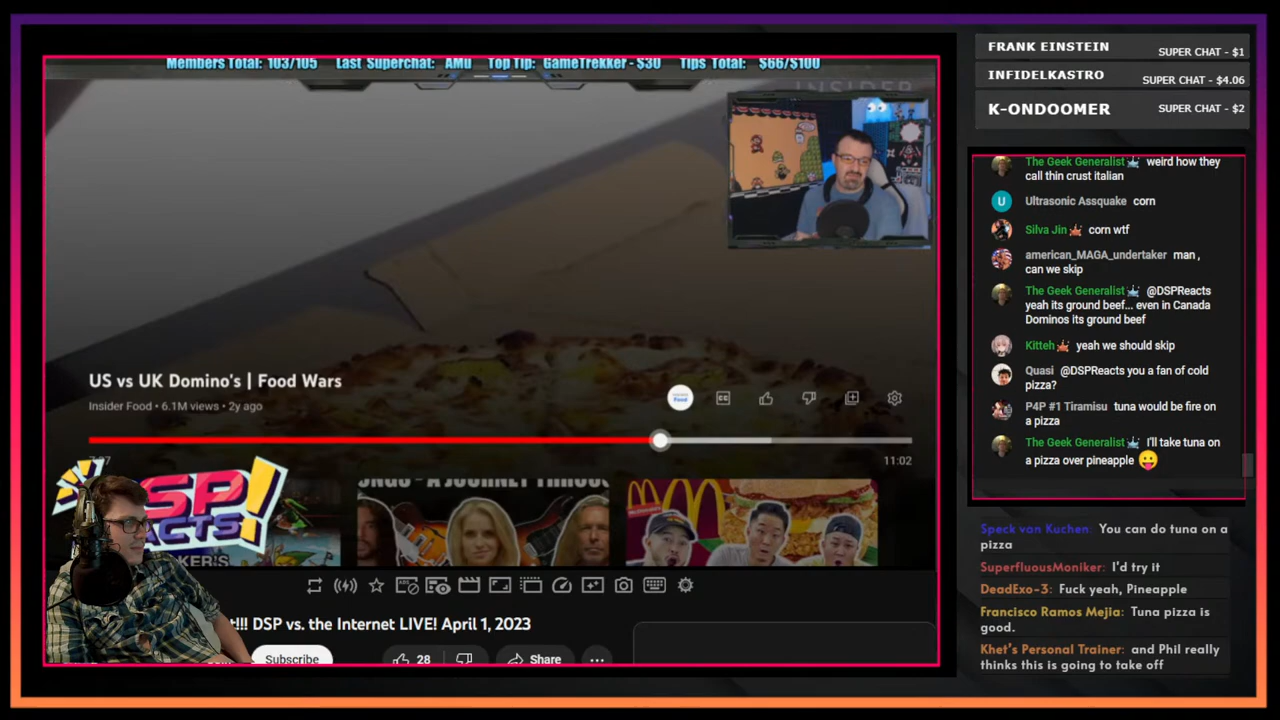 Members Total: 103/105 Last Superchat: AMU Top Tip: GameTrekker - $30 Tips Total: $66/$100
INSIDER
US vs UK Domino's | Food Wars
Insider Food • 6.1M views • 2y ago
11:02
!!! DSP vs. the Internet LIVE! April 1, 2023
Subscribe
28
Share
FRANK EINSTEIN SUPER CHAT - $1
INFIDELKASTRO SUPER CHAT - $4.06
K-ONDOOMER SUPER CHAT - $2
The Geek Generalist weird how they
call thin crust italian
U Ultrasonic Assquake corn
Silva Jin corn wtf
american_MAGA_undertaker man ,
can we skip
The Geek Generalist @DSPReacts
yeah its ground beef... even in Canada
Dominos its ground beef
Kitteh yeah we should skip
Quasi @DSPReacts you a fan of cold
pizza?
P4P #1 Tiramisu tuna would be fire on
a pizza
The Geek Generalist I'll take tuna on
a pizza over pineapple
Speck von Kuchen: You can do tuna on a
pizza
SuperfluousMoniker: I'd try it
DeadExo-3: Fuck yeah, Pineapple
Francisco Ramos Mejia: Tuna pizza is
good.
Khet's Personal Trainer: and Phil really
thinks this is going to take off